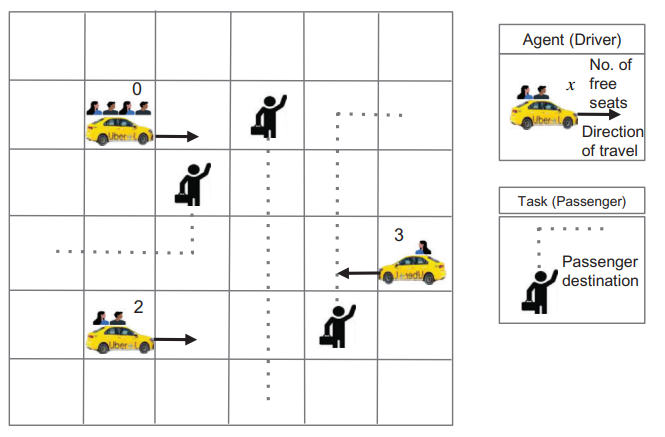 0
3
2
Agent (Driver)
x
No. of
free
seats
Direction
of travel
Task (Passenger)
Passenger
destination